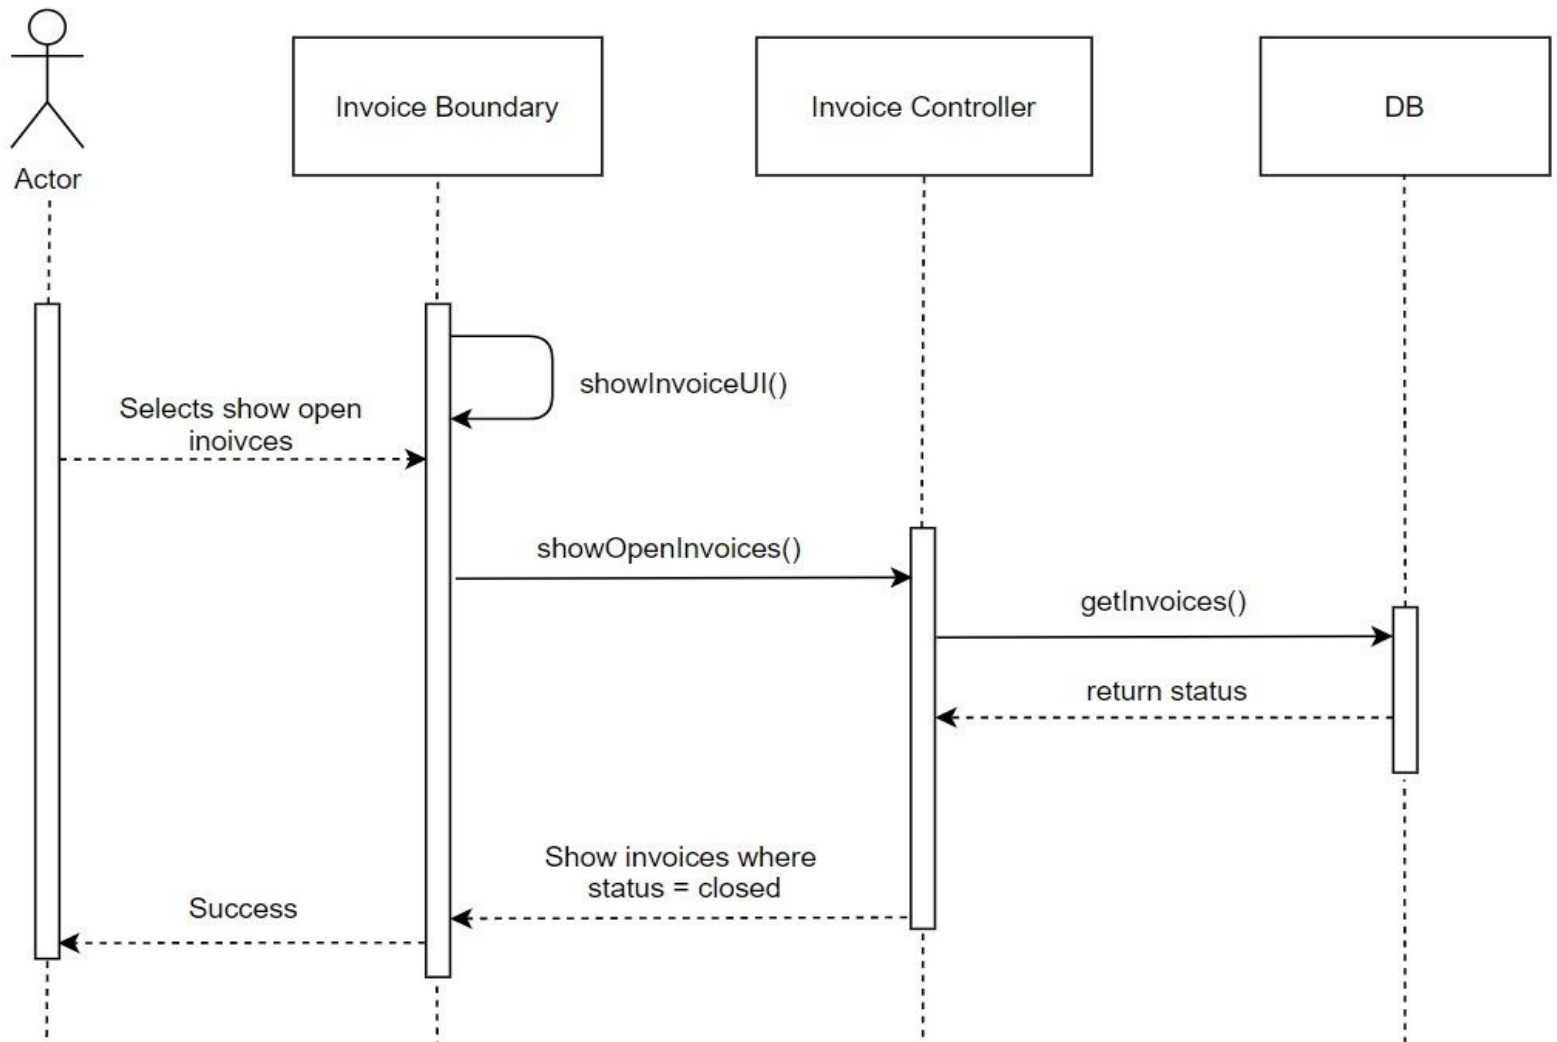 Invoice Boundary
Invoice Controller
DB
Actor
showInvoiceUI()
Selects show open
inoivces
showOpenInvoices()
getInvoices()
return status
Show invoices where
status = closed
Success